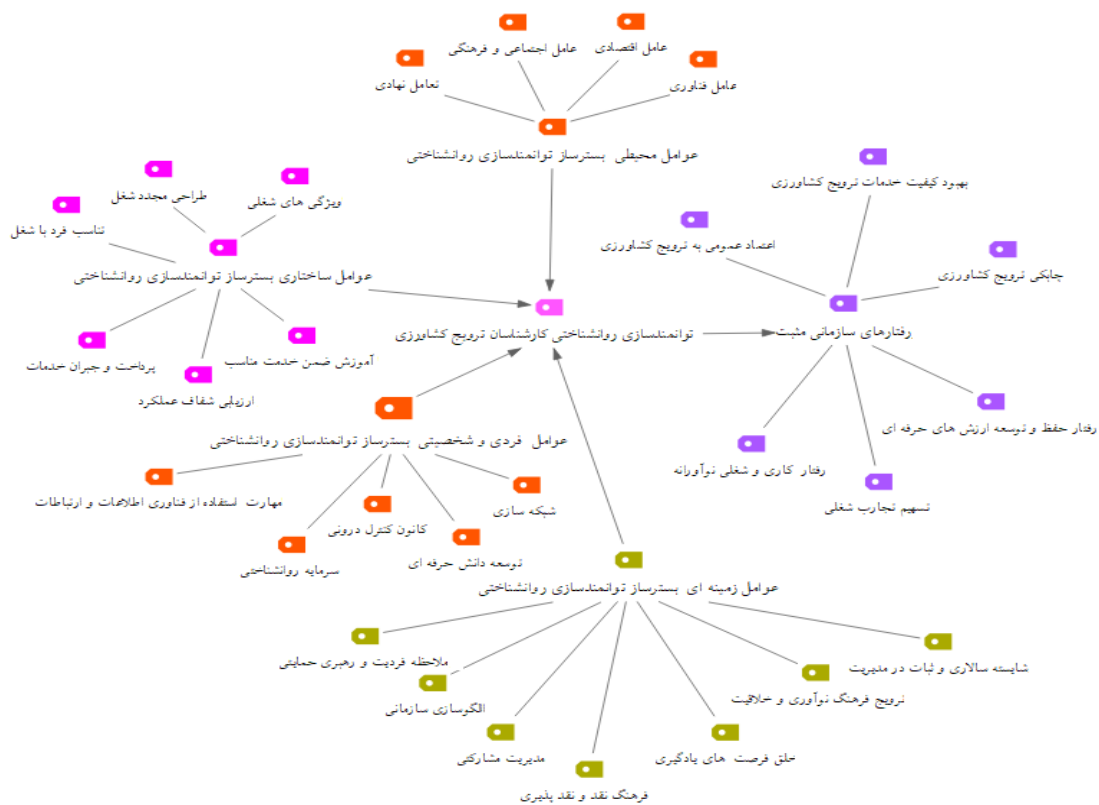 عامل اقتصادی
عامل اجتماعی و فرهنگی
عامل فناوری
تعامل نهادی
عوامل محیطی بسترساز توانمندسازی روانشناختی
بهبود کیفیت خدمات ترویج کشاورزی
اعتماد عمومی به ترویج کشاورزی
چابکی ترویج کشاورزی
رفتارهای سازمانی مثبت
رفتار حفظ و توسعه ارزش های حرفه ای
رفتار کاری و شغلی نوآورانه
تسهیم تجارب شغلی
ویژگی های شغلی
طراحی مجدد شغل
تناسب فرد با شغل
عوامل ساختاری بسترساز توانمندسازی روانشناختی
آموزش ضمن خدمت مناسب
پرداخت و جبران خدمات
ارزیابی شفاف عملکرد
توانمندسازی روانشناختی کارشناسان ترویج کشاورزی
عوامل فردی و شخصیتی بسترساز توانمندسازی روانشناختی
مهارت استفاده از فناوری اطلاعات و ارتباطات
شبکه سازی
کانون کنترل درونی
توسعه دانش حرفه ای
سرمایه روانشناختی
عوامل زمینه ای بسترساز توانمندسازی روانشناختی
ملاحظه فردیت و رهبری حمایتی
شایسته سالاری و ثبات در مدیریت
ترویج فرهنگ نوآوری و خلاقیت
الگوسازی سازمانی
خلق فرصت های یادگیری
مدیریت مشارکتی
فرهنگ نقد و نقد پذیری